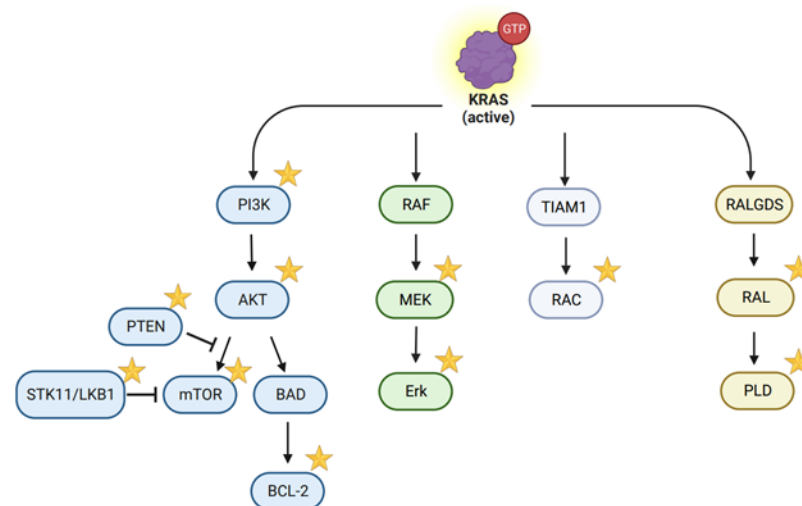 GTP
KRAS
(active)
PI3K
RAF
TIAM1
RALGDS
AKT
MEK
RAC
RAL
PTEN
STK11/LKB1
mTOR
BAD
Erk
PLD
BCL-2